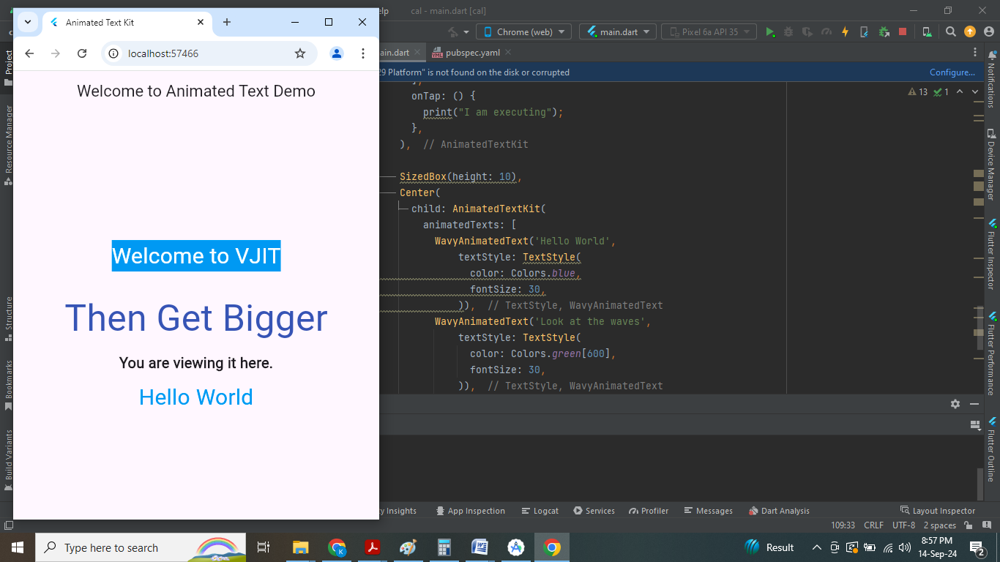 Animated Text Kit
localhost:57466
Welcome to Animated Text Demo
Welcome to VJIT
Then Get Bigger
You are viewing it here.
Hello World
lp
cal - main.dart [cal]
c
Chrome (web)
main.dart
Pixel 6a API 35
ain.dart
pubspec.yaml
29 Platform" is not found on the disk or corrupted
Configure...
13
1
],
onTap: () {
print("I am executing");
},
), // AnimatedTextKit
SizedBox(height: 10),
Center(
child: AnimatedTextKit(
animatedTexts: [
WavyAnimatedText('Hello World',
textStyle: TextStyle(
color: Colors.blue,
fontSize: 30,
)), // TextStyle, WavyAnimatedText
WavyAnimatedText('Look at the waves',
textStyle: TextStyle(
color: Colors.green[600],
fontSize: 30,
)), // TextStyle, WavyAnimatedText
Project
Resource Manager
Structure
Bookmarks
Build Variants
Notifications
Device Manager
Flutter Inspector
Flutter Performance
Flutter Outline
y Insights
App Inspection
Logcat
Services
Profiler
Messages
Dart Analysis
Layout Inspector
109:33
CRLF
UTF-8
2 spaces
Type here to search
K
W
Result
8:57 PM
14-Sep-24
2